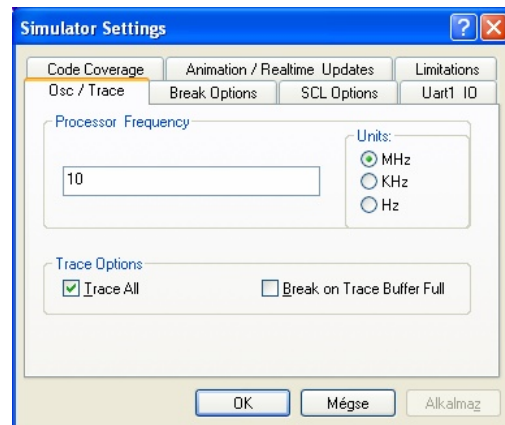 Simulator Settings
Code Coverage
Animation / Realtime Updates
Limitations
Osc / Trace
Break Options
SCL Options
Uart1 IO
Processor Frequency
10
Units:
MHz
KHz
Hz
Trace Options
Trace All
Break on Trace Buffer Full
OK
Mégse
Alkalmaz